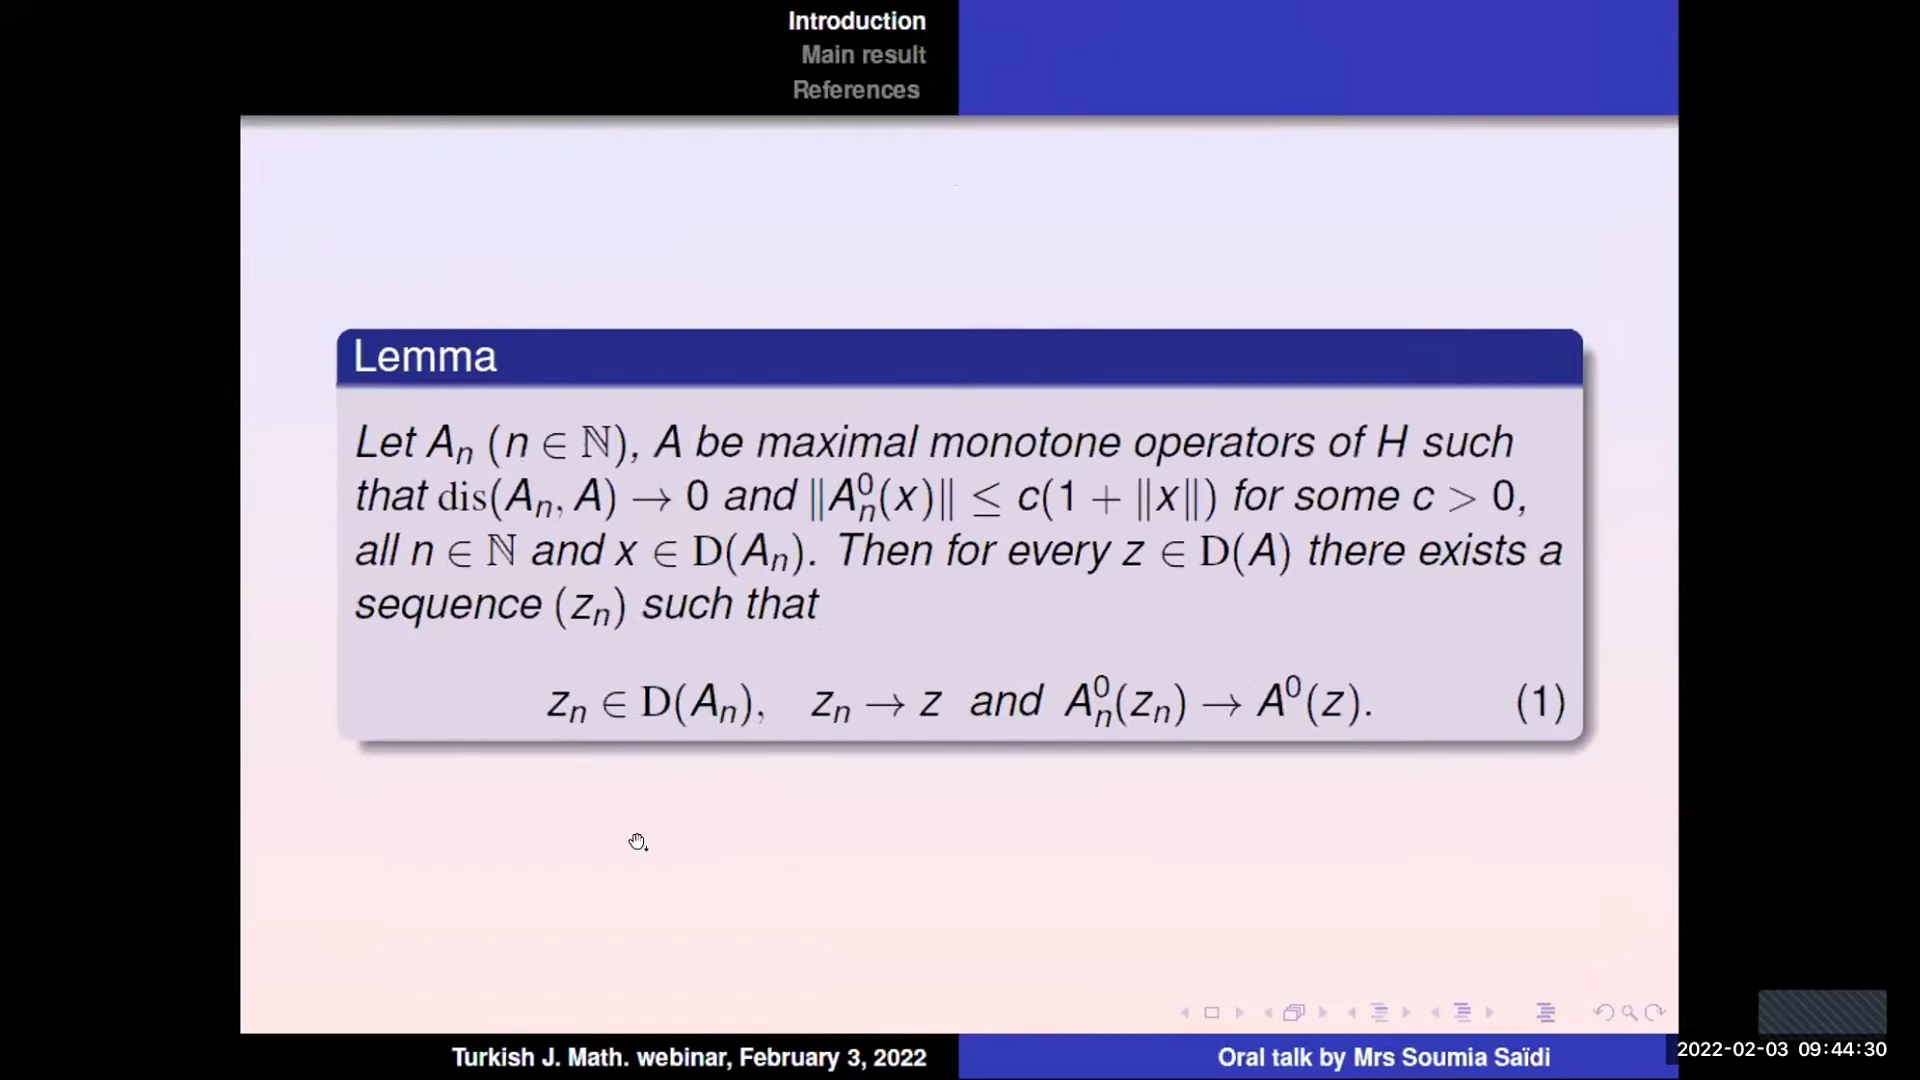 Introduction
Main result
References
Lemma
Let Aₙ (n ∈ ℕ), A be maximal monotone operators of H such
that dis(Aₙ, A) → 0 and ‖Aₙ⁰(x)‖ ≤ c(1 + ‖x‖) for some c > 0,
all n ∈ ℕ and x ∈ D(Aₙ). Then for every z ∈ D(A) there exists a
sequence (zₙ) such that
zₙ ∈ D(Aₙ), zₙ → z and Aₙ⁰(zₙ) → A⁰(z). (1)
Turkish J. Math. webinar, February 3, 2022
Oral talk by Mrs Soumia Saïdi
2022-02-03 09:44:30